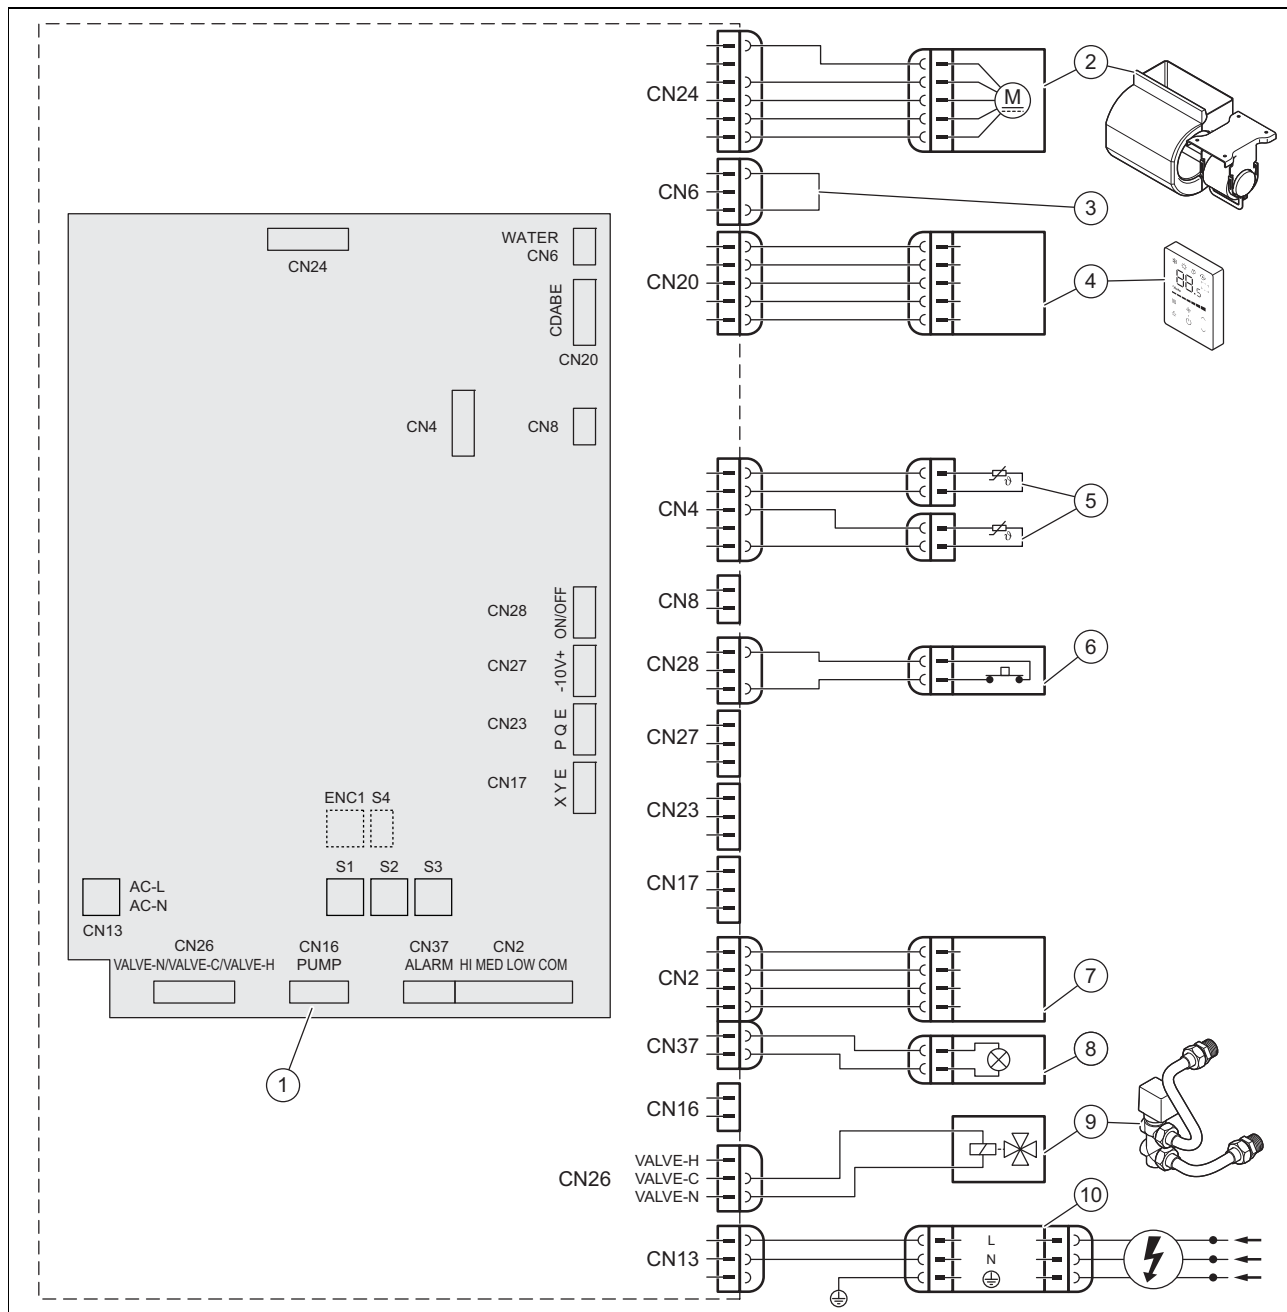 CN24
M
2
CN6
3
CN20
4
88.5
CN24
WATER
CN6
CDABE
CN20
CN4
CN8
CN4
ϑ
ϑ
5
CN8
CN28
ON/OFF
CN28
6
CN27
-10V+
CN27
CN23
P Q E
CN23
CN17
X Y E
CN17
ENC1 S4
S1 S2 S3
AC-L
AC-N
CN13
CN26
VALVE-N/VALVE-C/VALVE-H
CN16
PUMP
CN37
ALARM
CN2
HI MED LOW COM
1
CN2
7
CN37
8
CN16
CN26
VALVE-H
VALVE-C
VALVE-N
9
10
CN13
L
N